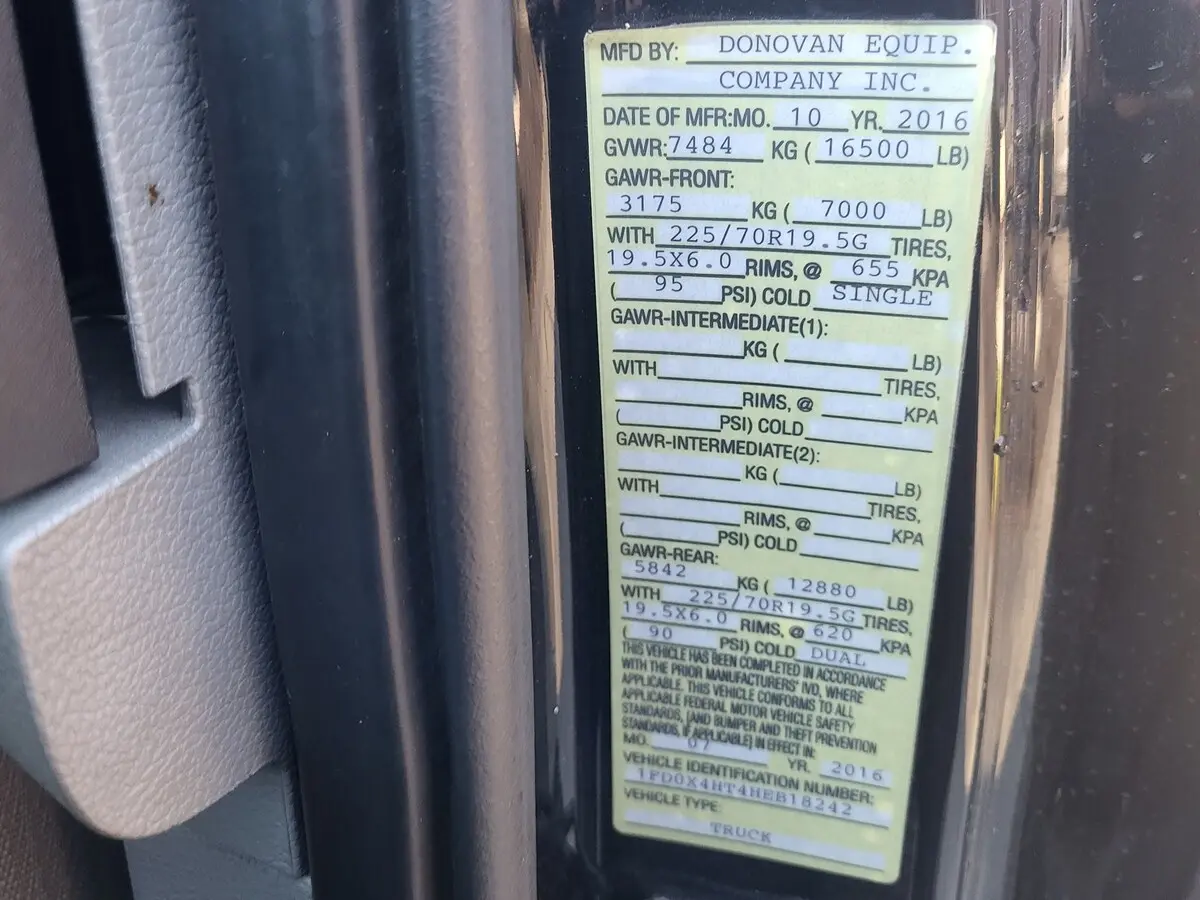 MFD BY: DONOVAN EQUIP.
COMPANY INC.
DATE OF MFR:MO. 10 YR. 2016
GVWR: 7484 KG ( 16500 LB)
GAWR-FRONT:
3175 KG ( 7000 LB)
WITH 225/70R19.5G TIRES,
19.5X6.0 RIMS, @ 655 KPA
( 95 PSI) COLD SINGLE
GAWR-INTERMEDIATE(1):
KG ( LB)
WITH TIRES,
RIMS, @ KPA
( PSI) COLD
GAWR-INTERMEDIATE(2):
KG ( LB)
WITH TIRES,
RIMS, @ KPA
( PSI) COLD
GAWR-REAR:
5842 KG ( 12880 LB)
WITH 225/70R19.5G TIRES,
19.5X6.0 RIMS, @ 620 KPA
( 90 PSI) COLD DUAL
THIS VEHICLE HAS BEEN COMPLETED IN ACCORDANCE
WITH THE PRIOR MANUFACTURERS' IVD, WHERE
APPLICABLE. THIS VEHICLE CONFORMS TO ALL
APPLICABLE FEDERAL MOTOR VEHICLE SAFETY
STANDARDS, [AND BUMPER AND THEFT PREVENTION
STANDARDS, IF APPLICABLE] IN EFFECT IN:
MO. 07 YR. 2016
VEHICLE IDENTIFICATION NUMBER:
1FD0X4HT4HEB18242
VEHICLE TYPE:
TRUCK